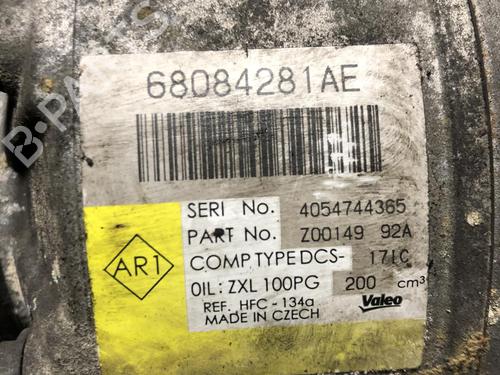 68084281AE
SERI No. 4054744365
PART No. Z00149 92A
COMP.TYPE DCS- 17IC
OIL: ZXL 100PG 200 cm³
REF. HFC - 134a
MADE IN CZECH
Valeo
AR1
B-PARTS